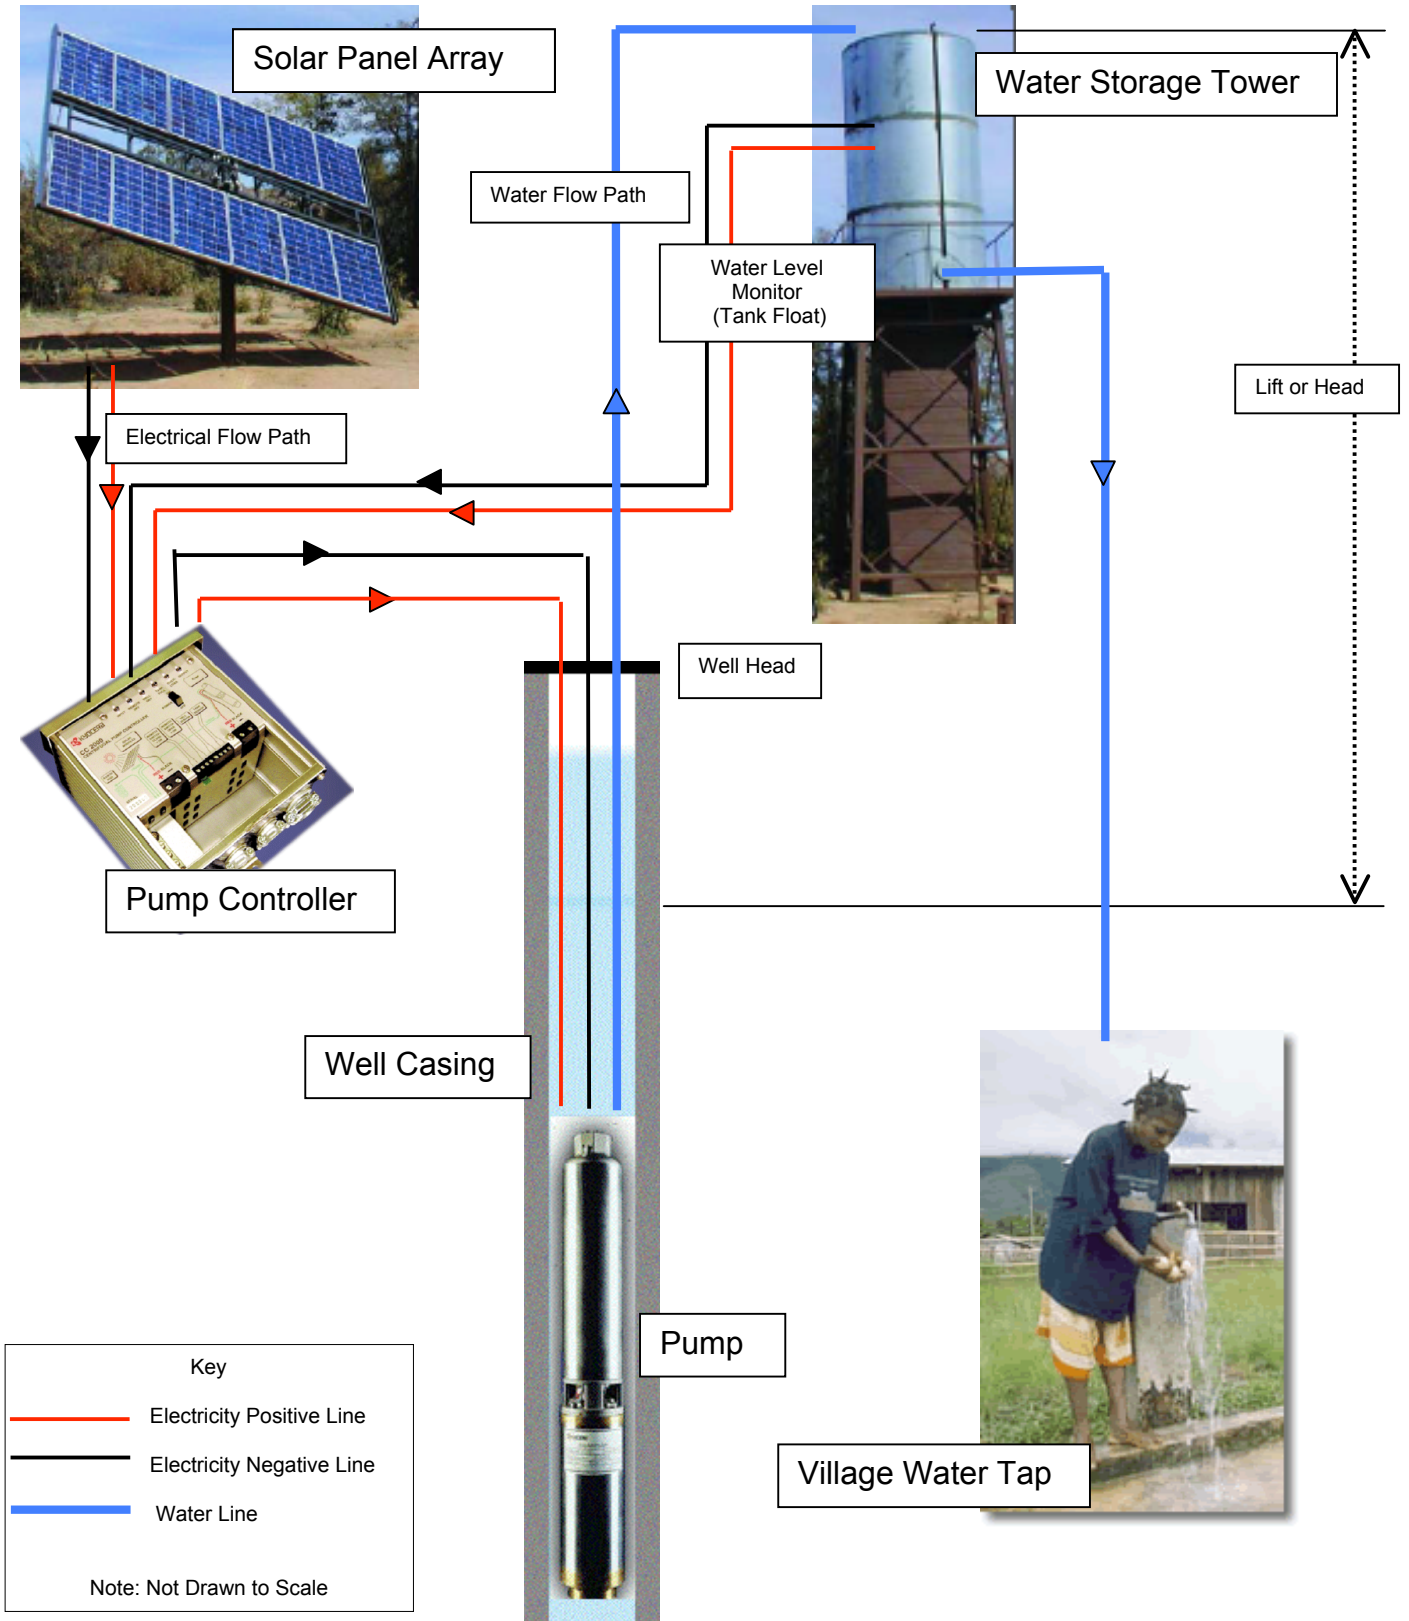 Solar Panel Array
Water Storage Tower
Water Flow Path
Water Level
Monitor
(Tank Float)
Lift or Head
Electrical Flow Path
Well Head
Pump Controller
Well Casing
Pump
Village Water Tap
Key
Electricity Positive Line
Electricity Negative Line
Water Line
Note: Not Drawn to Scale